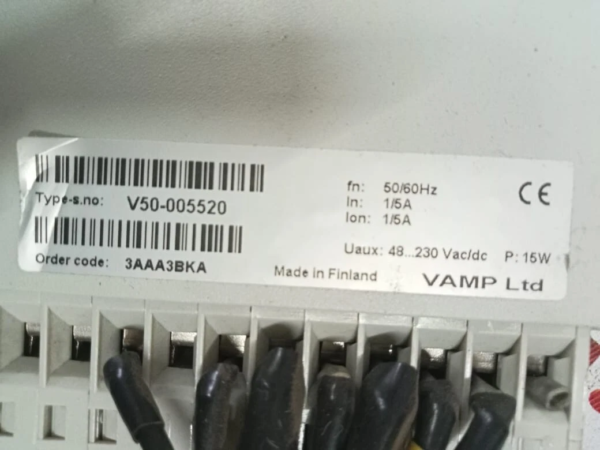 Type-s.no: V50-005520
Order code: 3AAA3BKA
fn: 50/60Hz
In: 1/5A
Ion: 1/5A
CE
Uaux: 48...230 Vac/dc P: 15W
Made in Finland VAMP Ltd